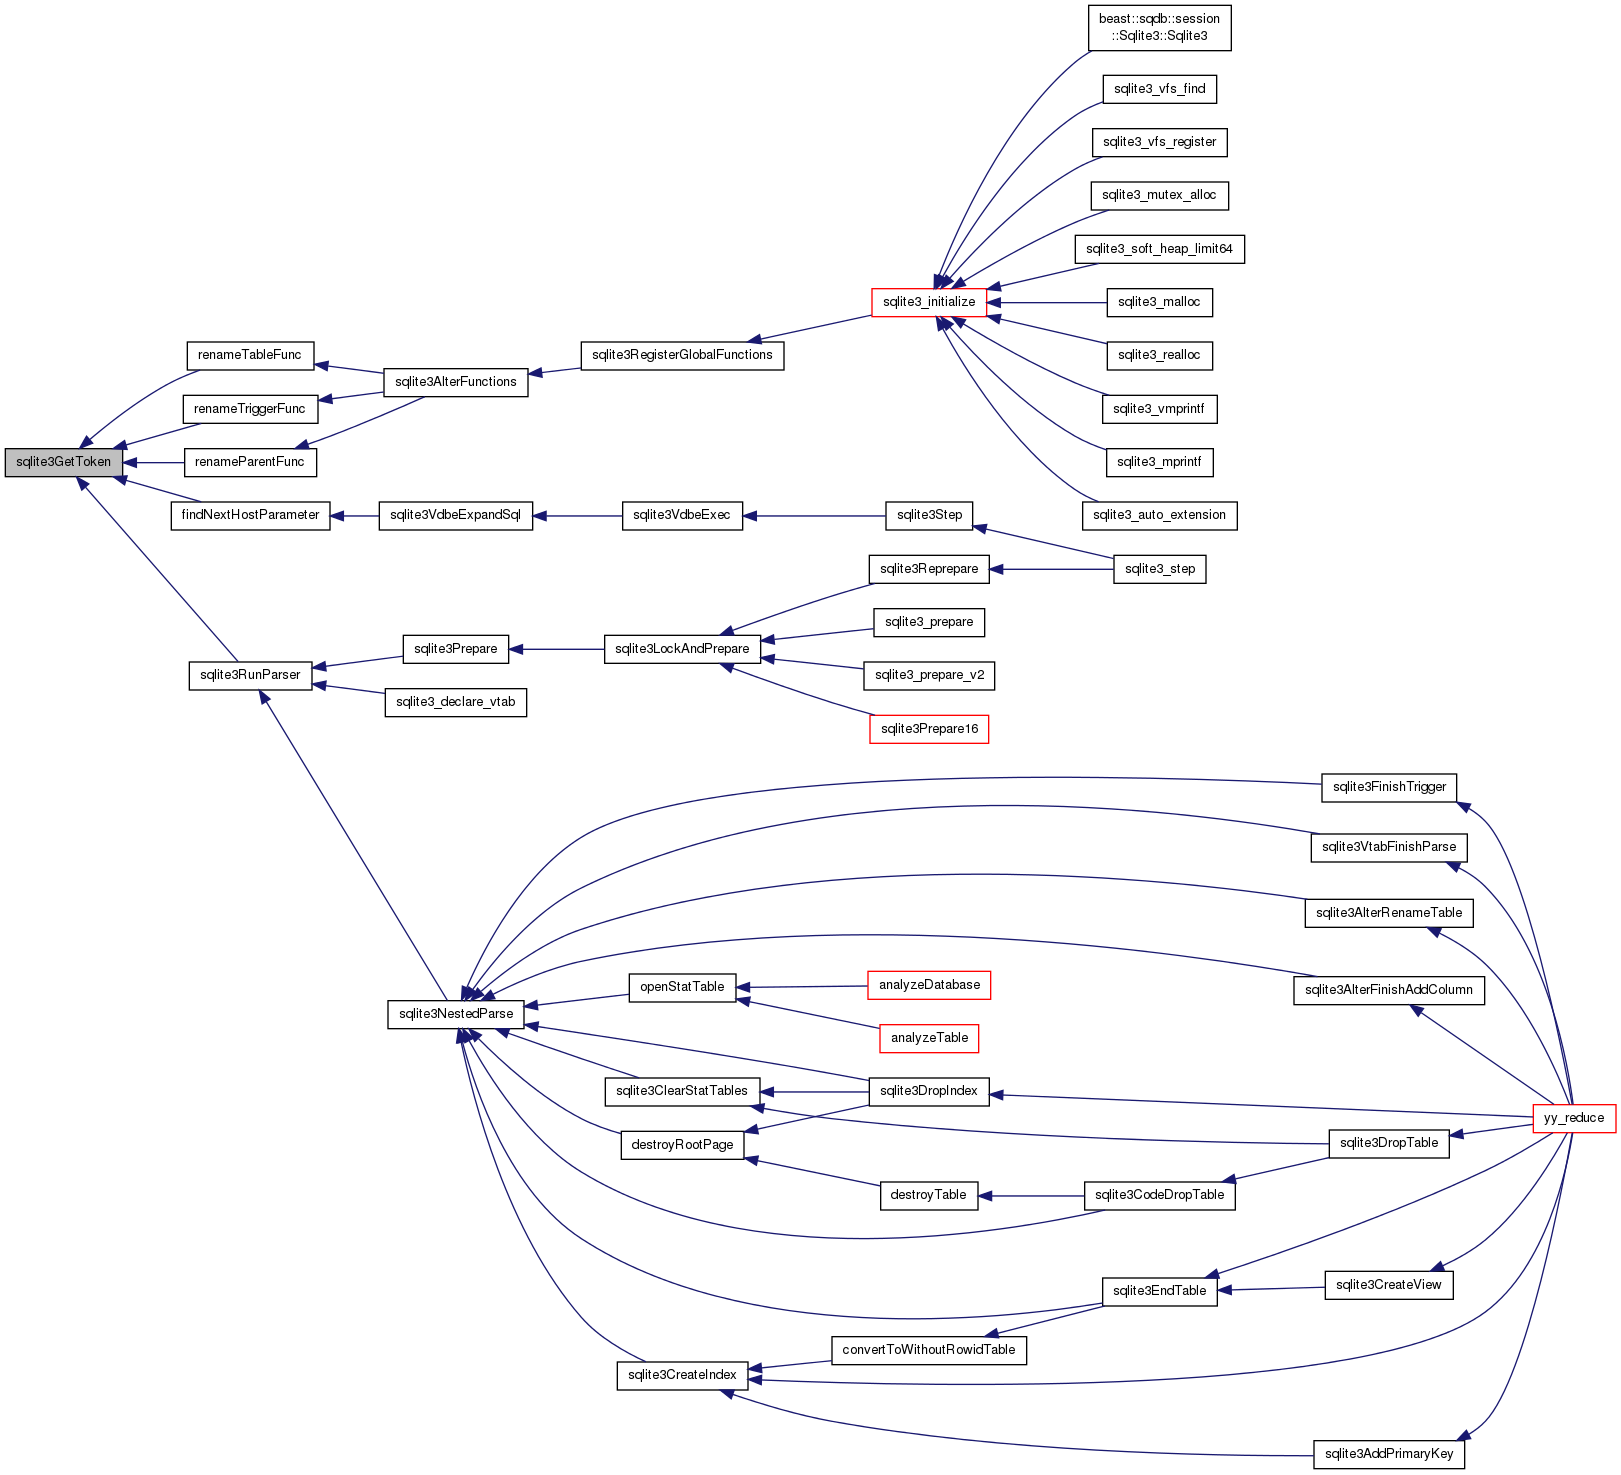 beast::sqdb::session
::Sqlite3::Sqlite3
sqlite3_vfs_find
sqlite3_vfs_register
sqlite3_mutex_alloc
sqlite3_soft_heap_limit64
sqlite3_initialize
sqlite3_malloc
renameTableFunc
sqlite3RegisterGlobalFunctions
sqlite3_realloc
sqlite3AlterFunctions
renameTriggerFunc
sqlite3_vmprintf
sqlite3GetToken
renameParentFunc
sqlite3_mprintf
findNextHostParameter
sqlite3VdbeExpandSql
sqlite3VdbeExec
sqlite3Step
sqlite3_auto_extension
sqlite3Reprepare
sqlite3_step
sqlite3_prepare
sqlite3Prepare
sqlite3LockAndPrepare
sqlite3RunParser
sqlite3_prepare_v2
sqlite3_declare_vtab
sqlite3Prepare16
sqlite3FinishTrigger
sqlite3VtabFinishParse
sqlite3AlterRenameTable
openStatTable
analyzeDatabase
sqlite3AlterFinishAddColumn
sqlite3NestedParse
analyzeTable
sqlite3ClearStatTables
sqlite3DropIndex
yy_reduce
destroyRootPage
sqlite3DropTable
destroyTable
sqlite3CodeDropTable
sqlite3EndTable
sqlite3CreateView
convertToWithoutRowidTable
sqlite3CreateIndex
sqlite3AddPrimaryKey